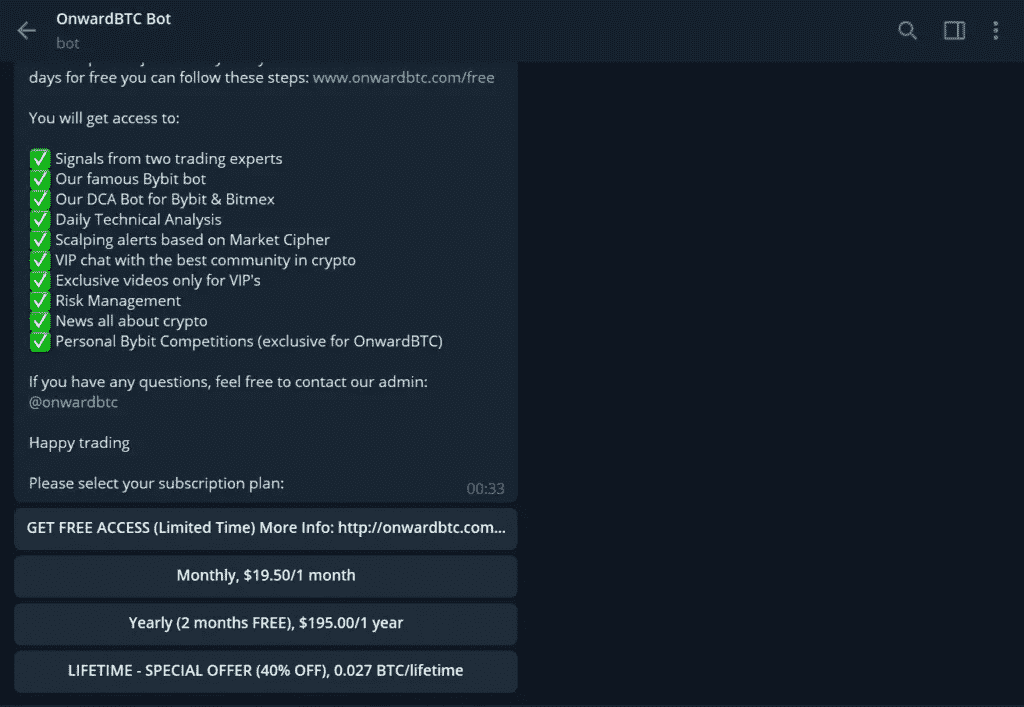 OnwardBTC Bot
bot
days for free you can follow these steps: www.onwardbtc.com/free
You will get access to:
✅ Signals from two trading experts
✅ Our famous Bybit bot
✅ Our DCA Bot for Bybit & Bitmex
✅ Daily Technical Analysis
✅ Scalping alerts based on Market Cipher
✅ VIP chat with the best community in crypto
✅ Exclusive videos only for VIP's
✅ Risk Management
✅ News all about crypto
✅ Personal Bybit Competitions (exclusive for OnwardBTC)
If you have any questions, feel free to contact our admin:
@onwardbtc
Happy trading
Please select your subscription plan:
00:33
GET FREE ACCESS (Limited Time) More Info: http://onwardbtc.com...
Monthly, $19.50/1 month
Yearly (2 months FREE), $195.00/1 year
LIFETIME - SPECIAL OFFER (40% OFF), 0.027 BTC/lifetime